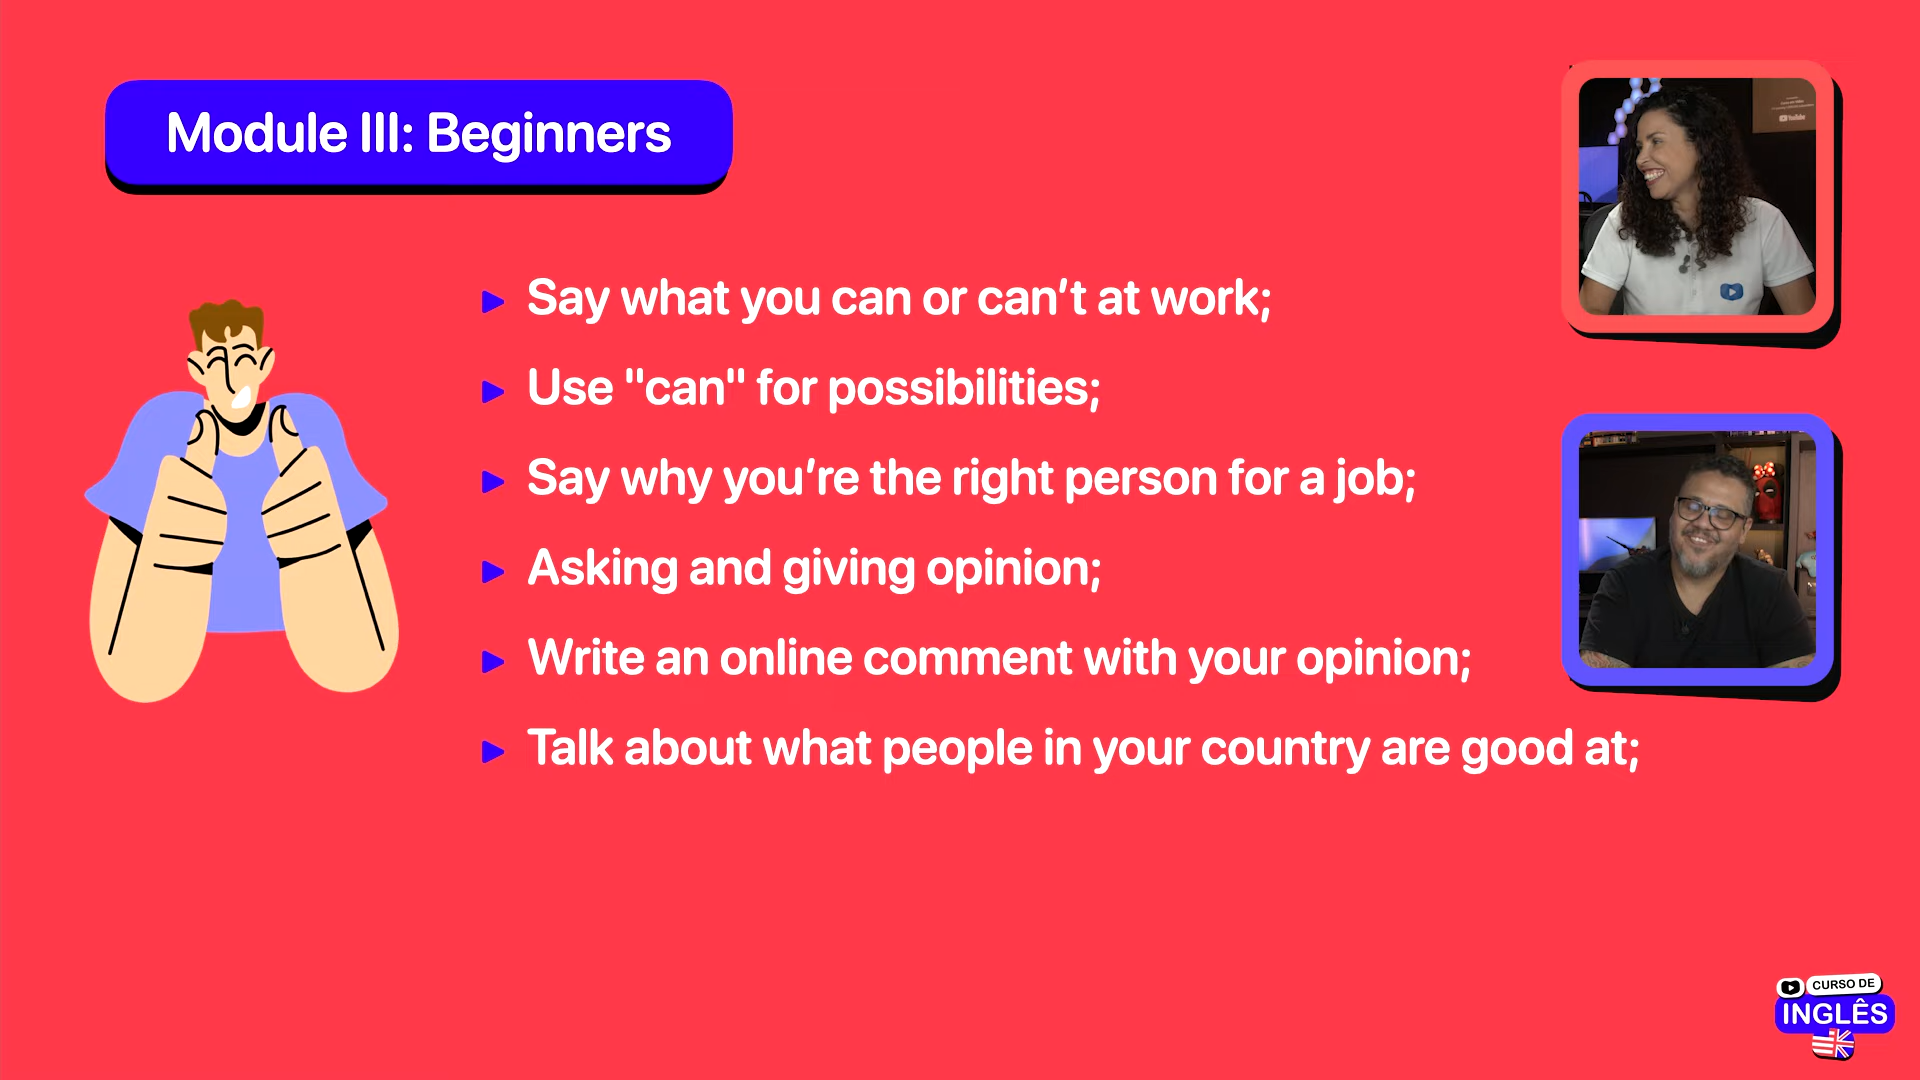 Module III: Beginners
Say what you can or can’t at work;
Use "can" for possibilities;
Say why you’re the right person for a job;
Asking and giving opinion;
Write an online comment with your opinion;
Talk about what people in your country are good at;
YouTube
CURSO DE
INGLÊS